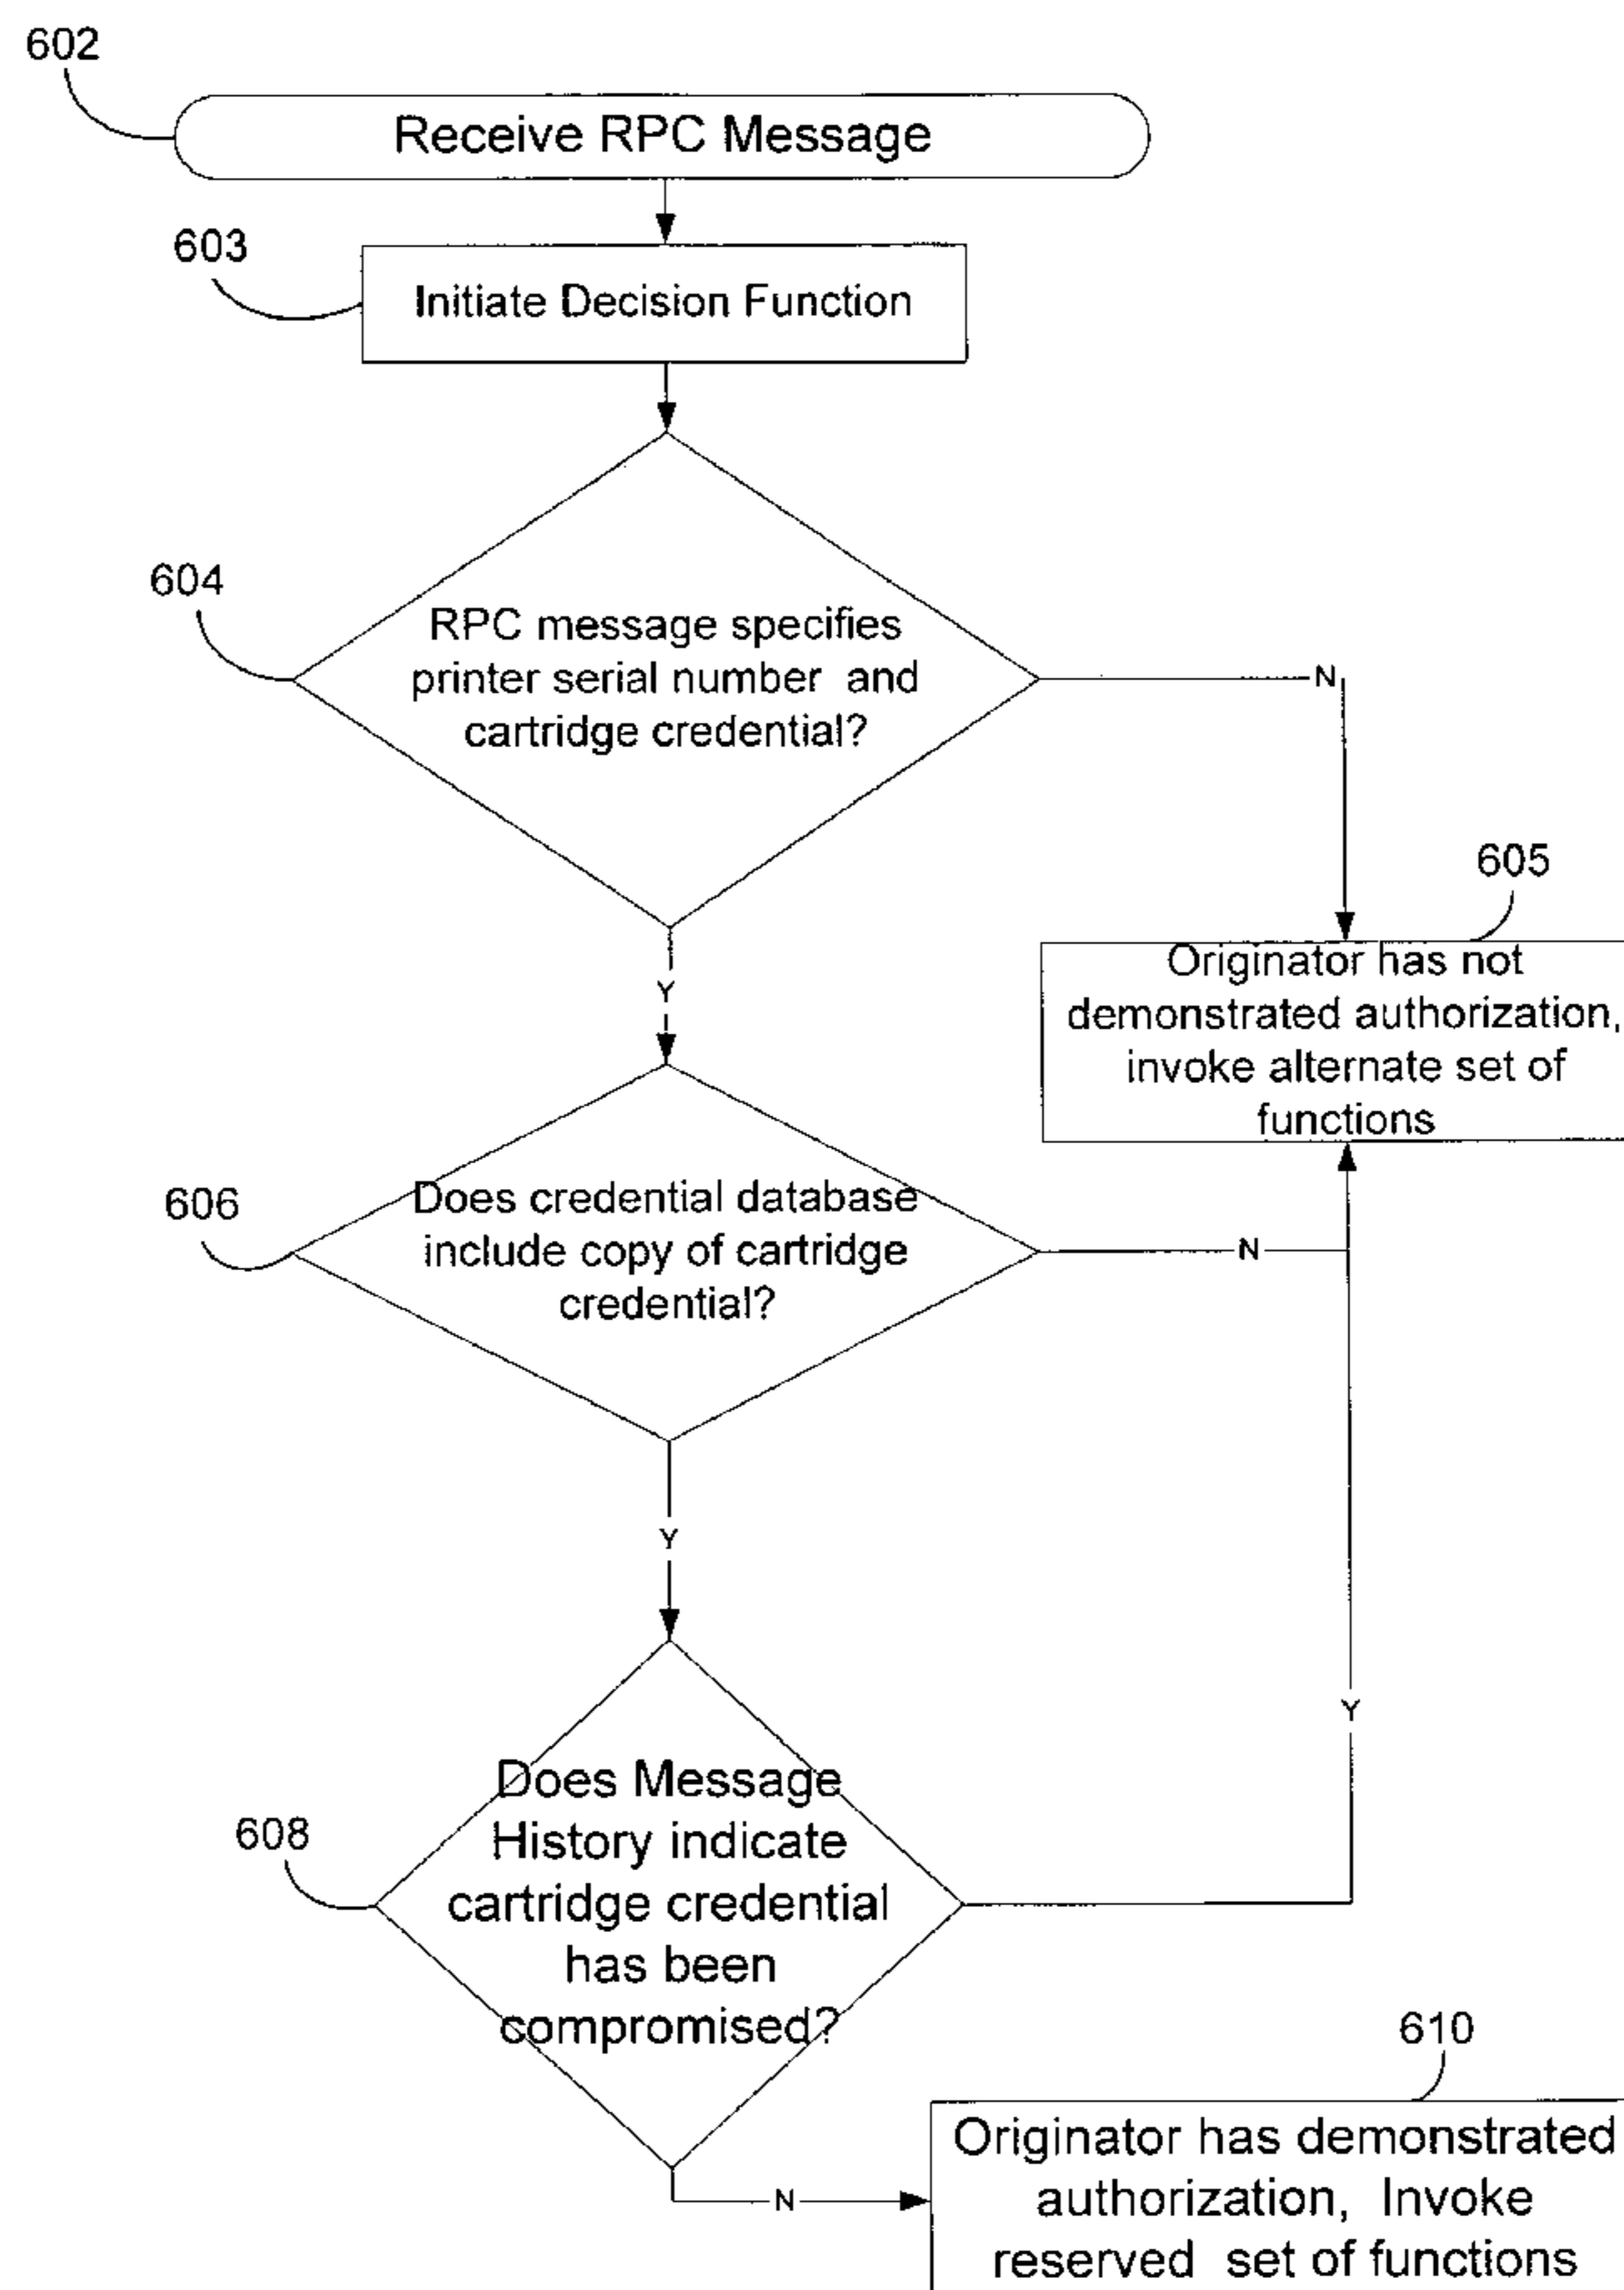 602
Receive RPC Message
603
Initiate Decision Function
604
RPC message specifies
printer serial number and
cartridge credential?
N
605
Originator has not
demonstrated authorization,
invoke alternate set of
functions
Y
606
Does credential database
include copy of cartridge
credential?
N
Y
Y
608
Does Message
History indicate
cartridge credential
has been
compromised?
610
N
Originator has demonstrated
authorization, Invoke
reserved set of functions